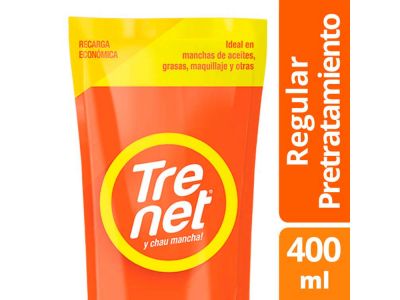 RECARGA
ECONÓMICA
Ideal en
manchas de aceites,
grasas, maquillaje y otras
Tre
net®
y chau mancha!
Regular
Pretratamiento
400
ml